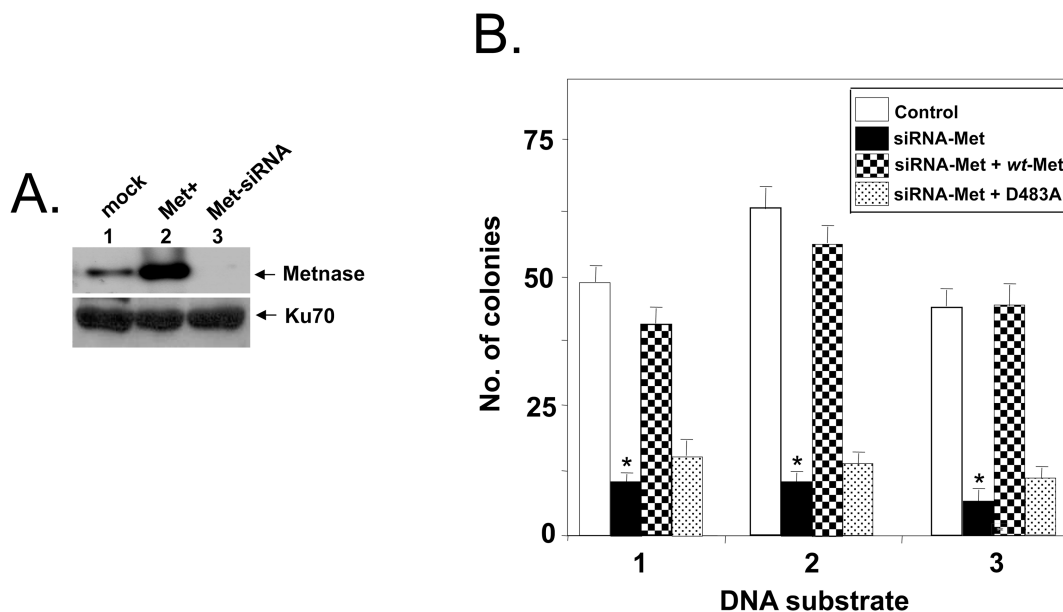 A.
mock
Met+
Met-siRNA
1 2 3
Metnase
Ku70
B.
No. of colonies
75
50
25
0
Control
siRNA-Met
siRNA-Met + wt-Met
siRNA-Met + D483A
* * *
1 2 3
DNA substrate